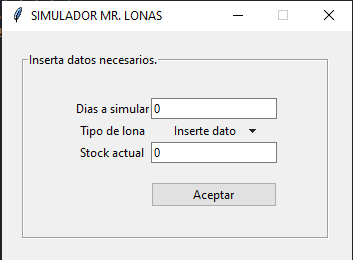 SIMULADOR MR. LONAS
Inserta datos necesarios.
Dias a simular 0
Tipo de lona Inserte dato
Stock actual 0
Aceptar